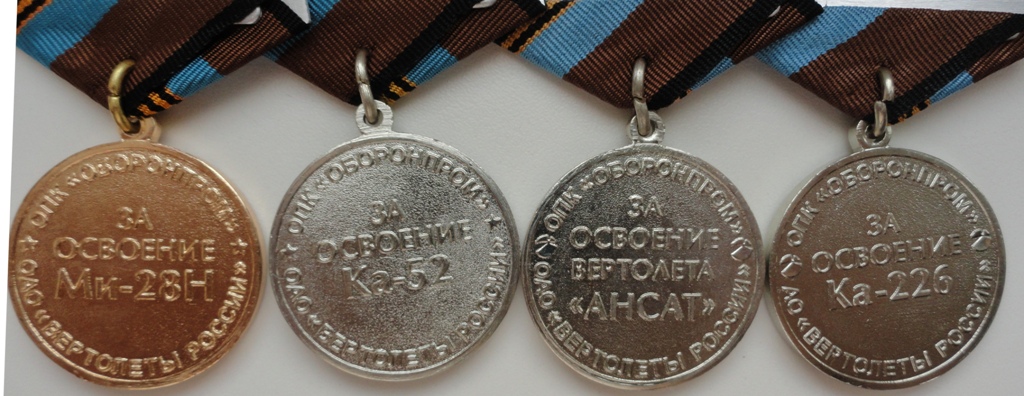 ОПК «ОБОРОНПРОМ»
ЗА
ОСВОЕНИЕ
Ми-28Н
ОАО «ВЕРТОЛЕТЫ РОССИИ»
ОПК «ОБОРОНПРОМ»
ЗА
ОСВОЕНИЕ
Ка-52
ОАО «ВЕРТОЛЕТЫ РОССИИ»
ОПК «ОБОРОНПРОМ»
ЗА
ОСВОЕНИЕ
ВЕРТОЛЕТА
«АНСАТ»
ОАО «ВЕРТОЛЕТЫ РОССИИ»
ОПК «ОБОРОНПРОМ»
ЗА
ОСВОЕНИЕ
Ка-226
АО «ВЕРТОЛЕТЫ РОССИИ»